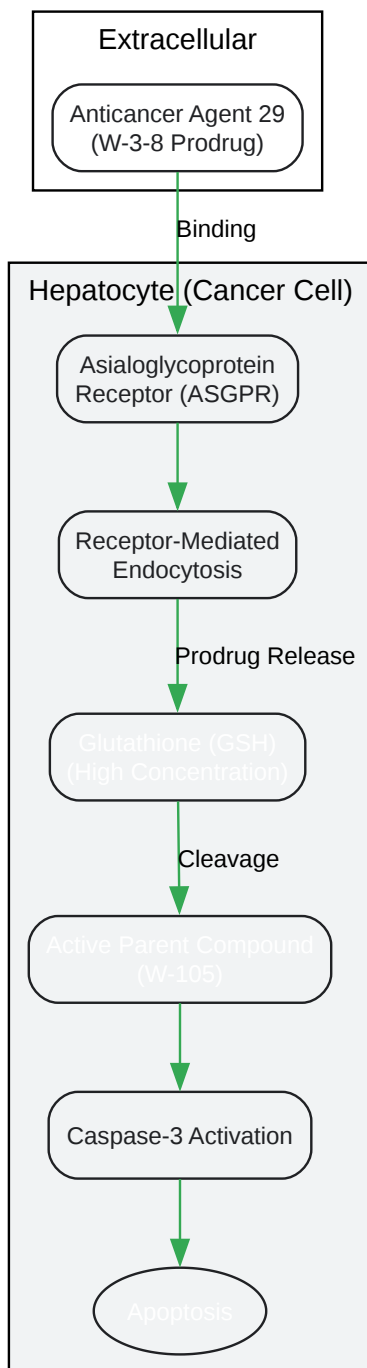 Extracellular
Anticancer Agent 29
(W-3-8 Prodrug)
Binding
Hepatocyte (Cancer Cell)
Asialoglycoprotein
Receptor (ASGPR)
Receptor-Mediated
Endocytosis
Prodrug Release
Glutathione (GSH)
(High Concentration)
Cleavage
Active Parent Compound
(W-105)
Caspase-3 Activation
Apoptosis